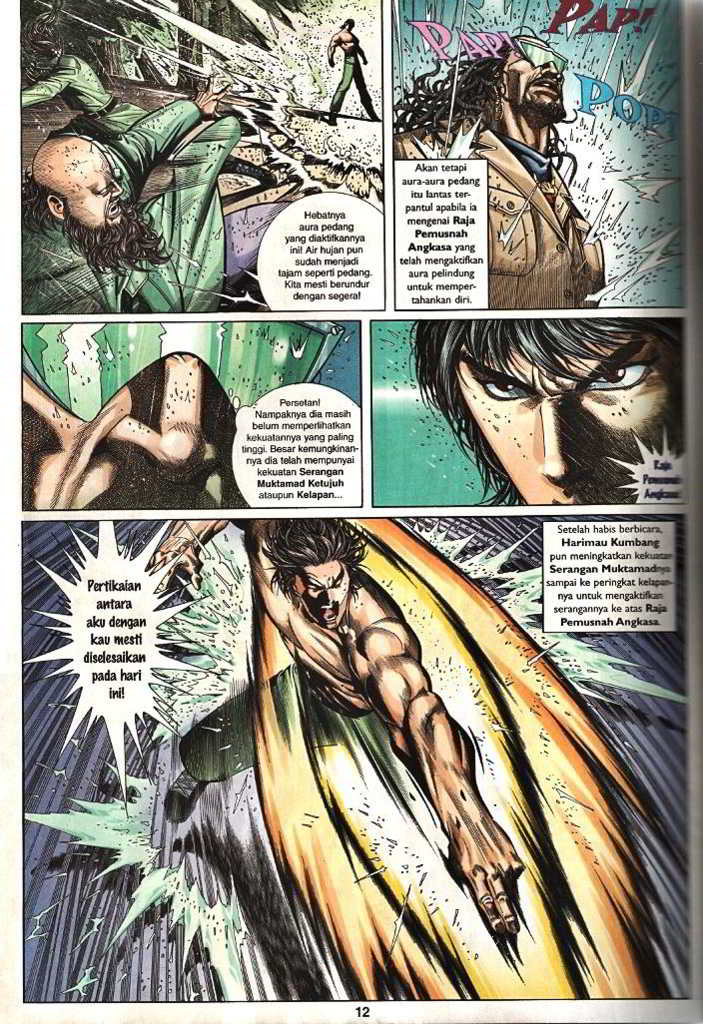 Hebatnya
aura pedang
yang diaktifkannya
ini! Air hujan pun
sudah menjadi
tajam seperti pedang.
Kita mesti berundur
dengan segera!
PAP!
PAP!
POP!
Akan tetapi
aura-aura pedang
itu lantas ter-
pantul apabila ia
mengenai Raja
Pemusnah
Angkasa yang
telah mengaktifkan
aura pelindung
untuk memper-
tahankan diri.
Persetan!
Nampaknya dia masih
belum memperlihatkan
kekuatannya yang paling
tinggi. Besar kemungkinan-
nya dia telah mempunyai
kekuatan Serangan
Muktamad Ketujuh
ataupun Kelapan...
Raja
Pemusnah
Angkasa
Pertikaian
antara
aku dengan
kau mesti
diselesaikan
pada hari
ini!
Setelah habis berbicara,
Harimau Kumbang
pun meningkatkan kekuatan
Serangan Muktamadnya
sampai ke peringkat kelapan-
nya untuk mengaktifkan
serangannya ke atas Raja
Pemusnah Angkasa.
12